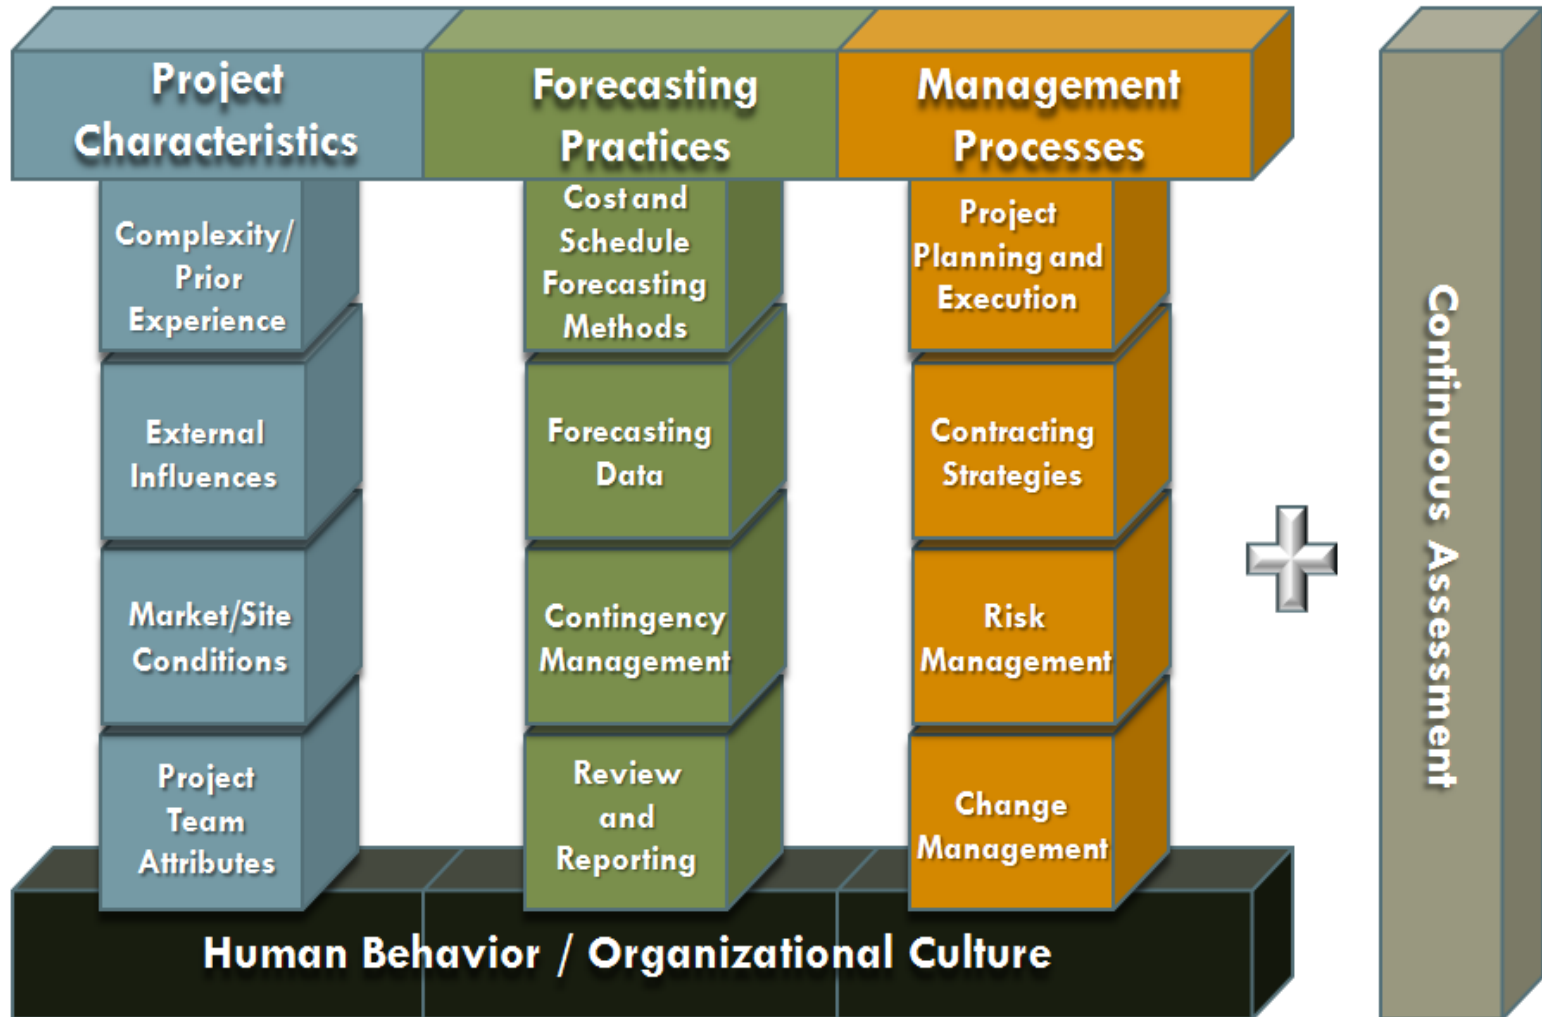 Project
Characteristics
Forecasting
Practices
Management
Processes
Complexity/
Prior
Experience
External
Influences
Market/Site
Conditions
Project
Team
Attributes
Cost and
Schedule
Forecasting
Methods
Forecasting
Data
Contingency
Management
Review
and
Reporting
Project
Planning and
Execution
Contracting
Strategies
Risk
Management
Change
Management
Human Behavior / Organizational Culture
Continuous Assessment